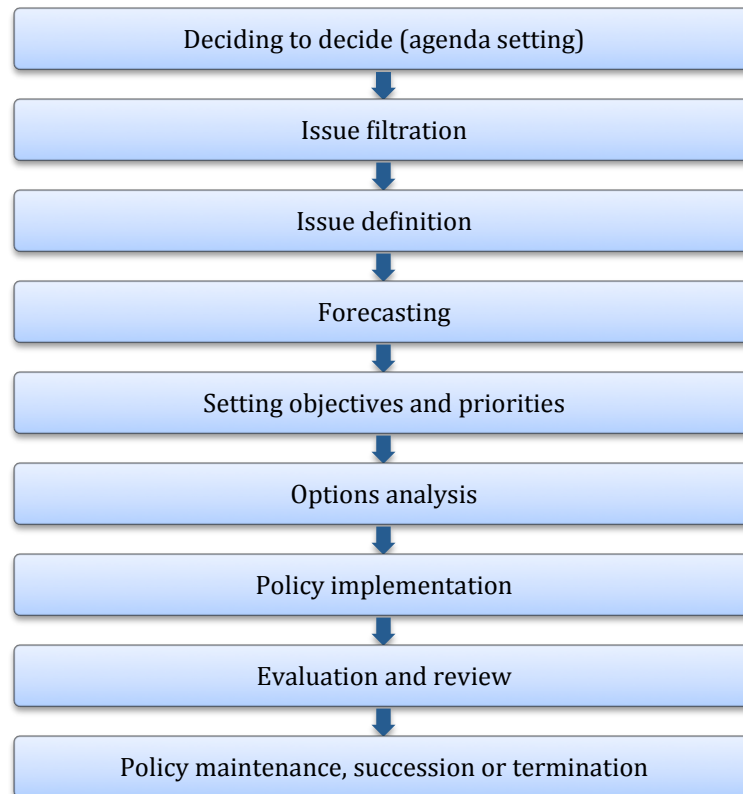 Deciding to decide (agenda setting)
Issue filtration
Issue definition
Forecasting
Setting objectives and priorities
Options analysis
Policy implementation
Evaluation and review
Policy maintenance, succession or termination